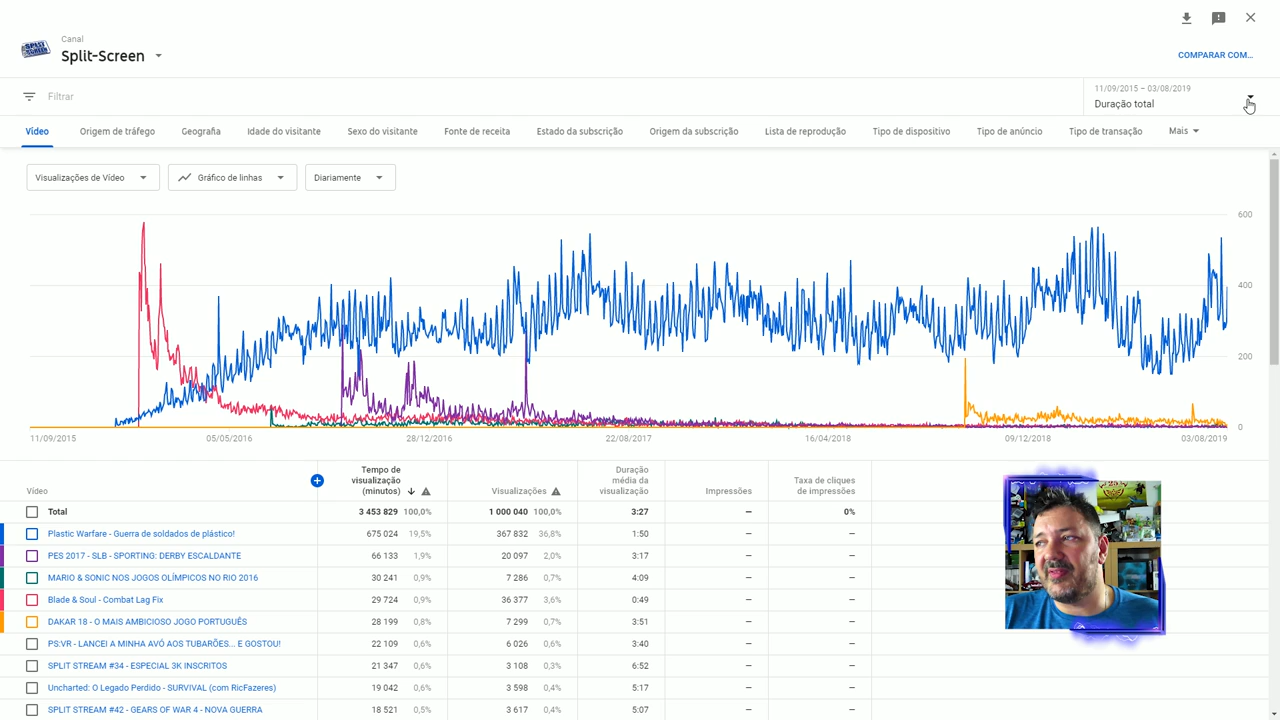 Canal
SPLIT SCREEN
Split-Screen
COMPARAR COM...
Filtrar
11/09/2015 – 03/08/2019
Duração total
Vídeo
Origem de tráfego
Geografia
Idade do visitante
Sexo do visitante
Fonte de receita
Estado da subscrição
Origem da subscrição
Lista de reprodução
Tipo de dispositivo
Tipo de anúncio
Tipo de transação
Mais
Visualizações de Vídeo
Gráfico de linhas
Diariamente
600
400
200
0
11/09/2015
05/05/2016
28/12/2016
22/08/2017
16/04/2018
09/12/2018
03/08/2019
Vídeo
Tempo de
visualização
(minutos)
Visualizações
Duração
média da
visualização
Impressões
Taxa de cliques
de impressões
Total 3 453 829 100,0% 1 000 040 100,0% 3:27 — 0%
Plastic Warfare - Guerra de soldados de plástico! 675 024 19,5% 367 832 36,8% 1:50 — —
PES 2017 - SLB - SPORTING: DERBY ESCALDANTE 66 133 1,9% 20 097 2,0% 3:17 — —
MARIO & SONIC NOS JOGOS OLÍMPICOS NO RIO 2016 30 241 0,9% 7 286 0,7% 4:09 — —
Blade & Soul - Combat Lag Fix 29 724 0,9% 36 377 3,6% 0:49 — —
DAKAR 18 - O MAIS AMBICIOSO JOGO PORTUGUÊS 28 199 0,8% 7 299 0,7% 3:51 — —
PS:VR - LANCEI A MINHA AVÓ AOS TUBARÕES... E GOSTOU! 22 109 0,6% 6 026 0,6% 3:40 — —
SPLIT STREAM #34 - ESPECIAL 3K INSCRITOS 21 347 0,6% 3 108 0,3% 6:52 — —
Uncharted: O Legado Perdido - SURVIVAL (com RicFazeres) 19 042 0,6% 3 598 0,4% 5:17 — —
SPLIT STREAM #42 - GEARS OF WAR 4 - NOVA GUERRA 18 521 0,5% 3 617 0,4% 5:07 — —